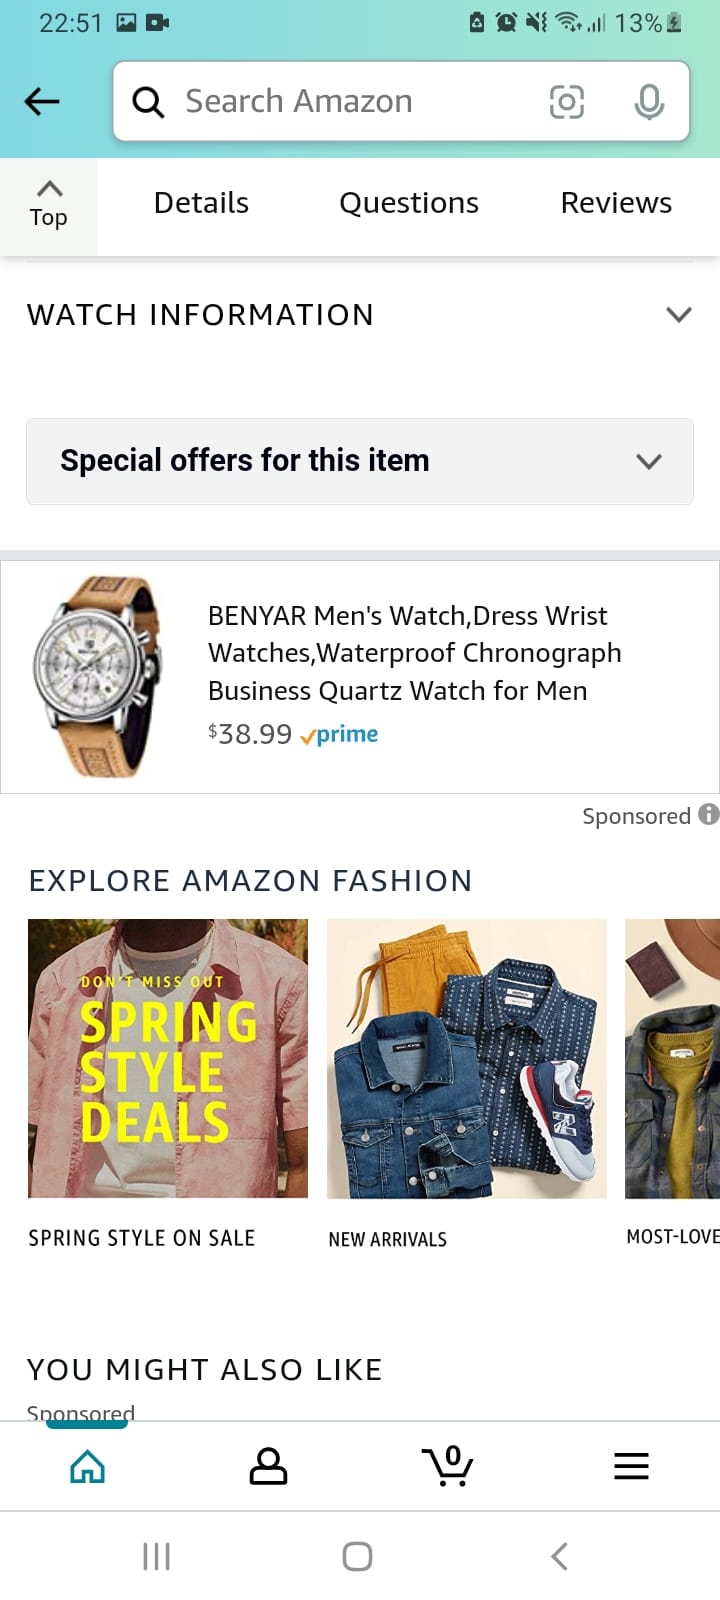 22:51
13%
Search Amazon
Top
Details
Questions
Reviews
WATCH INFORMATION
Special offers for this item
BENYAR Men's Watch,Dress Wrist
Watches,Waterproof Chronograph
Business Quartz Watch for Men
$38.99 prime
Sponsored
EXPLORE AMAZON FASHION
DON'T MISS OUT
SPRING
STYLE
DEALS
SPRING STYLE ON SALE
NEW ARRIVALS
MOST-LOVE
YOU MIGHT ALSO LIKE
Sponsored
0